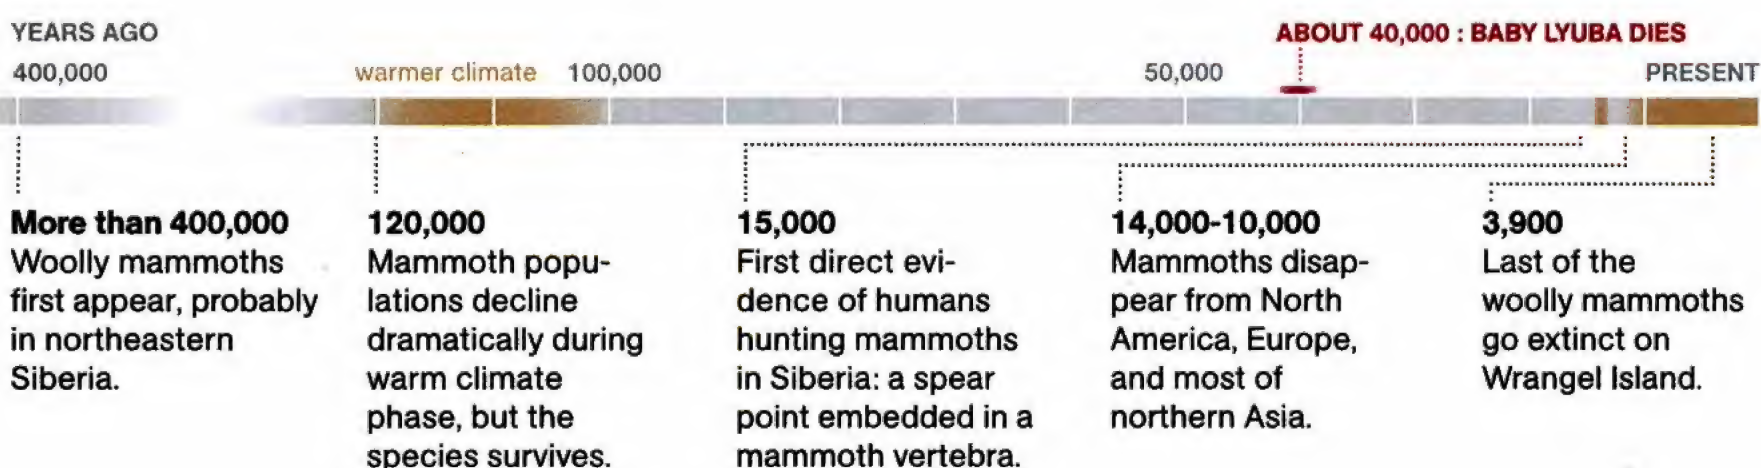 YEARS AGO
ABOUT 40,000 : BABY LYUBA DIES
400,000
warmer climate
100,000
50,000
PRESENT
More than 400,000
Woolly mammoths
first appear, probably
in northeastern
Siberia.
120,000
Mammoth popu-
lations decline
dramatically during
warm climate
phase, but the
species survives.
15,000
First direct evi-
dence of humans
hunting mammoths
in Siberia: a spear
point embedded in a
mammoth vertebra.
14,000-10,000
Mammoths disap-
pear from North
America, Europe,
and most of
northern Asia.
3,900
Last of the
woolly mammoths
go extinct on
Wrangel Island.